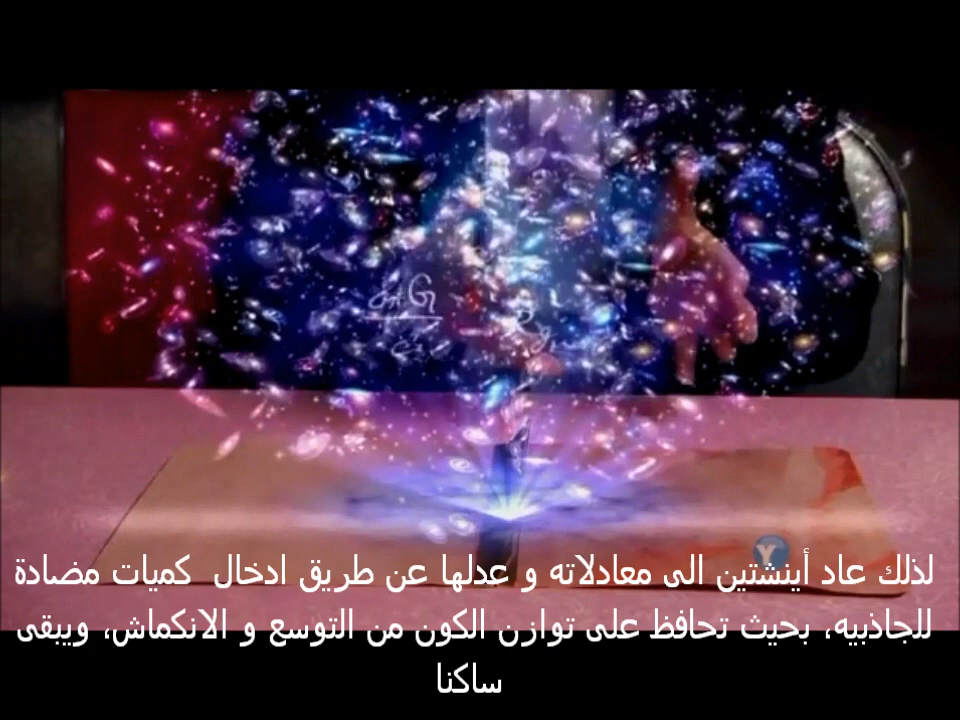 لذلك عاد أينشتين الى معادلاته و عدلها عن طريق ادخال كميات مضادة
للجاذبيه، بحيث تحافظ على توازن الكون من التوسع و الانكماش، ويبقى
ساكنا
Y